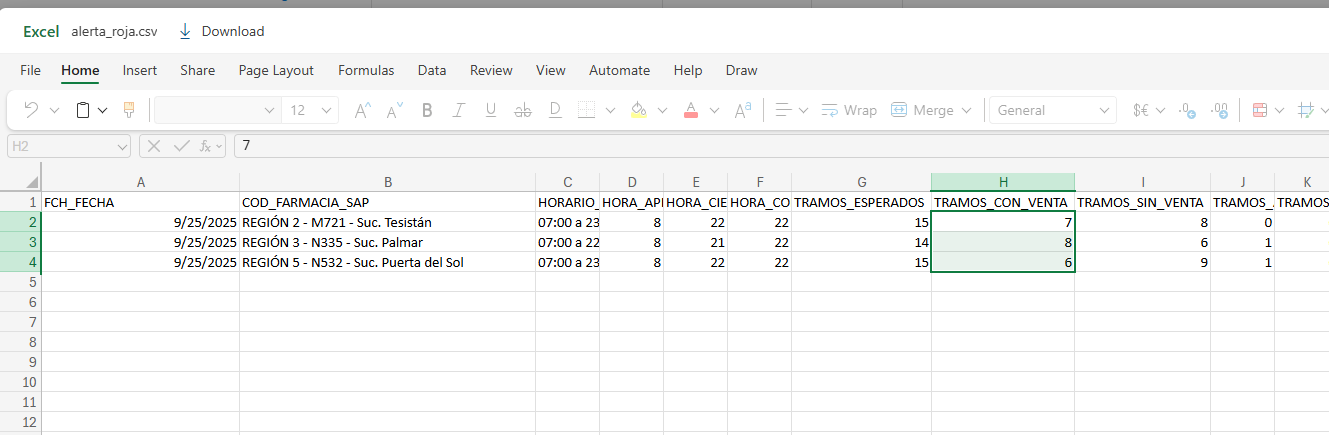 Excel alerta_roja.csv Download
File Home Insert Share Page Layout Formulas Data Review View Automate Help Draw
12 A^ A˅ B I U ab D A Aª Wrap Merge General $€ .0 .00
H2 fx 7
A B C D E F G H I J K
1 FCH_FECHA COD_FARMACIA_SAP HORARIO_ HORA_API HORA_CIE HORA_CO TRAMOS_ESPERADOS TRAMOS_CON_VENTA TRAMOS_SIN_VENTA TRAMOS_ TRAMOS
2 9/25/2025 REGIÓN 2 - M721 - Suc. Tesistán 07:00 a 23 8 22 22 15 7 8 0
3 9/25/2025 REGIÓN 3 - N335 - Suc. Palmar 07:00 a 22 8 21 22 14 8 6 1
4 9/25/2025 REGIÓN 5 - N532 - Suc. Puerta del Sol 07:00 a 23 8 22 22 15 6 9 1
5
6
7
8
9
10
11
12